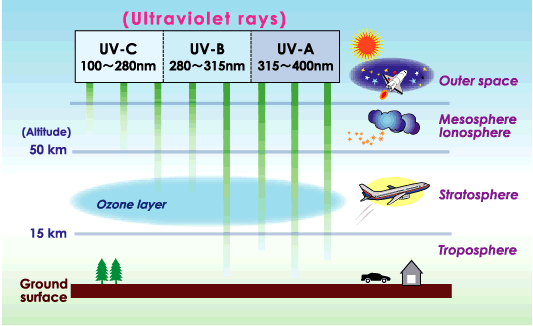 (Ultraviolet rays)
UV-C
100～280nm
UV-B
280～315nm
UV-A
315～400nm
Outer space
Mesosphere
Ionosphere
(Altitude)
50 km
Ozone layer
Stratosphere
15 km
Troposphere
Ground
surface